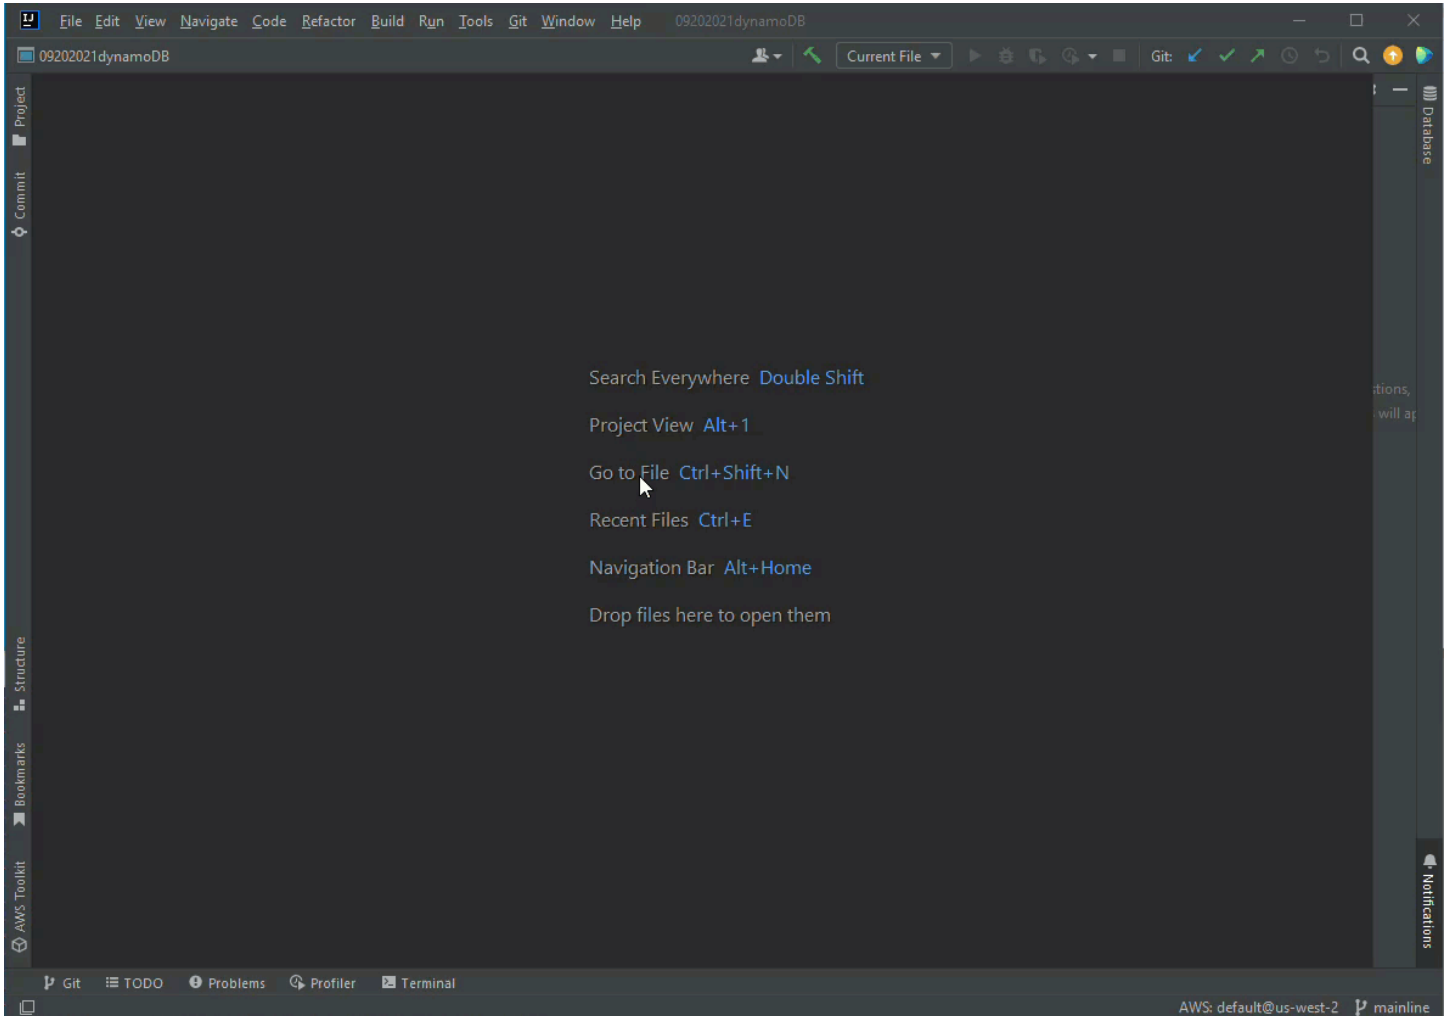 IJ File Edit View Navigate Code Refactor Build Run Tools Git Window Help 09202021dynamoDB
09202021dynamoDB Current File Git:
Project
Commit
Structure
Bookmarks
AWS Toolkit
Search Everywhere Double Shift
Project View Alt+1
Go to File Ctrl+Shift+N
Recent Files Ctrl+E
Navigation Bar Alt+Home
Drop files here to open them
will
Database
Notifications
Git TODO Problems Profiler Terminal
AWS: default@us-west-2 mainline